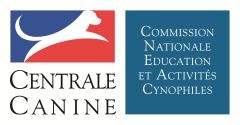 CENTRALE
CANINE
COMMISSION
NATIONALE
EDUCATION
ET ACTIVITÉS
CYNOPHILES